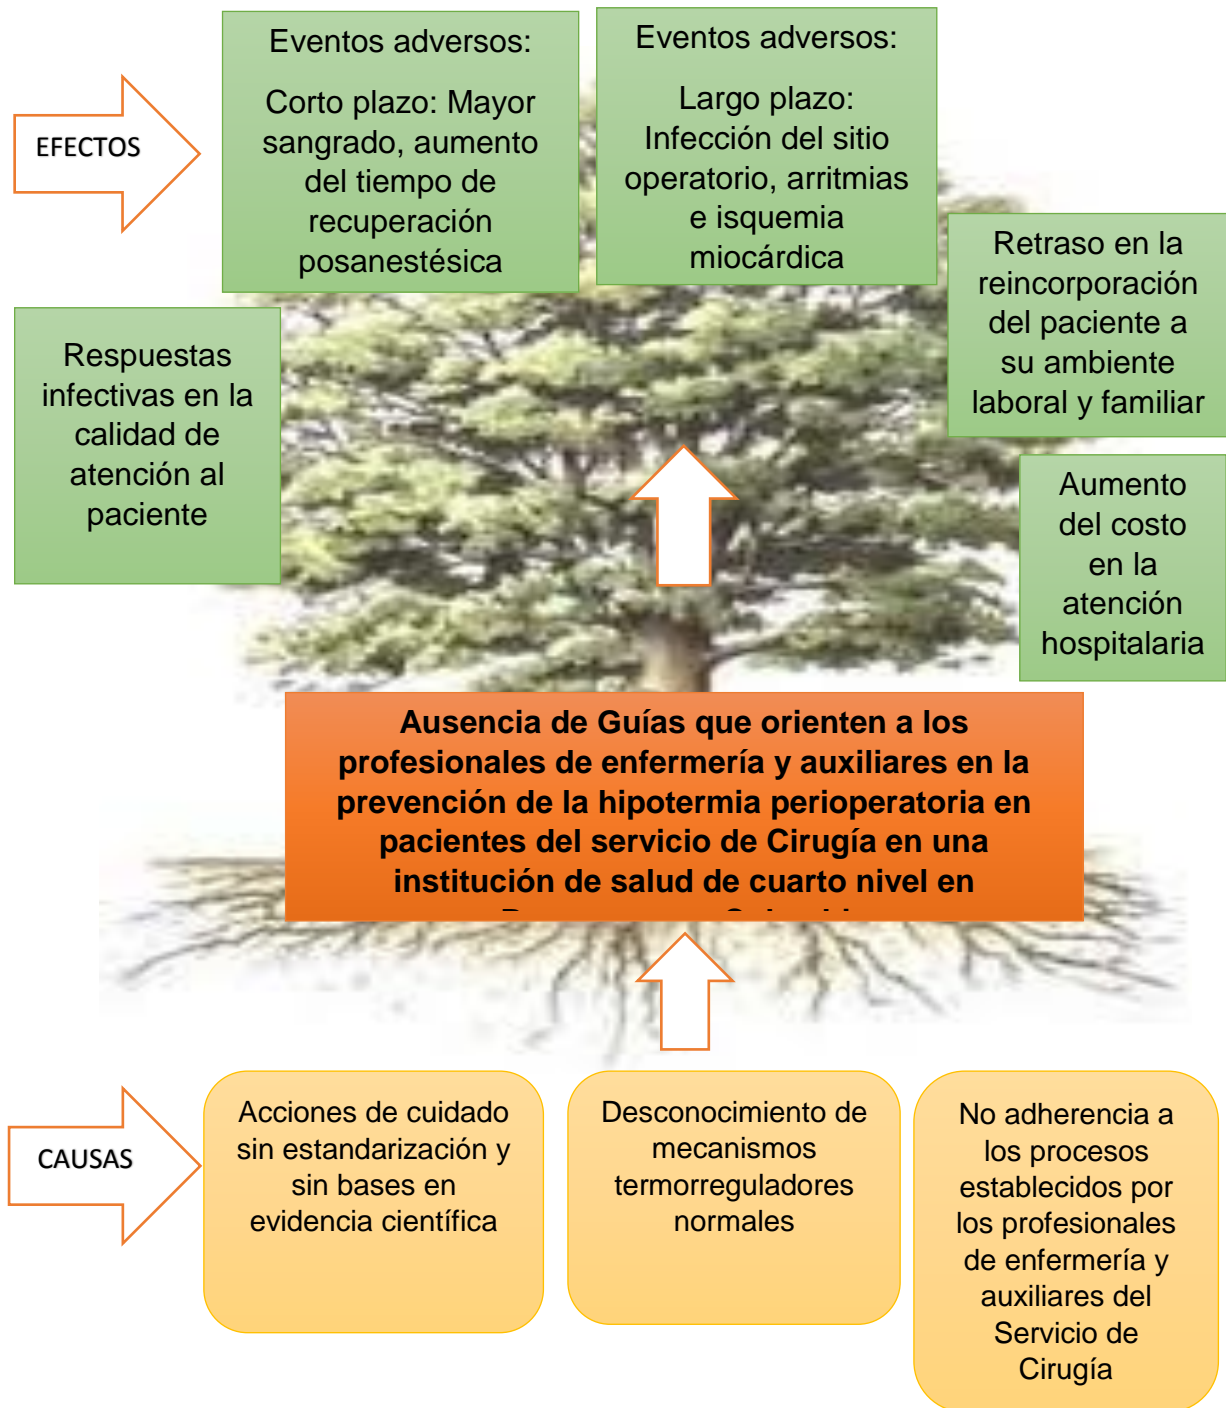 Eventos adversos:
Corto plazo: Mayor
sangrado, aumento
del tiempo de
recuperación
posanestésica
Eventos adversos:
Largo plazo:
Infección del sitio
operatorio, arritmias
e isquemia
miocárdica
EFECTOS
Retraso en la
reincorporación
del paciente a
su ambiente
laboral y familiar
Respuestas
infectivas en la
calidad de
atención al
paciente
Aumento
del costo
en la
atención
hospitalaria
Ausencia de Guías que orienten a los
profesionales de enfermería y auxiliares en la
prevención de la hipotermia perioperatoria en
pacientes del servicio de Cirugía en una
institución de salud de cuarto nivel en
CAUSAS
Acciones de cuidado
sin estandarización y
sin bases en
evidencia científica
Desconocimiento de
mecanismos
termorreguladores
normales
No adherencia a
los procesos
establecidos por
los profesionales
de enfermería y
auxiliares del
Servicio de
Cirugía